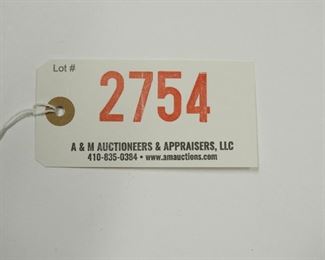 Lot #
2754
A & M AUCTIONEERS & APPRAISERS, LLC
410-835-0384 • www.amauctions.com